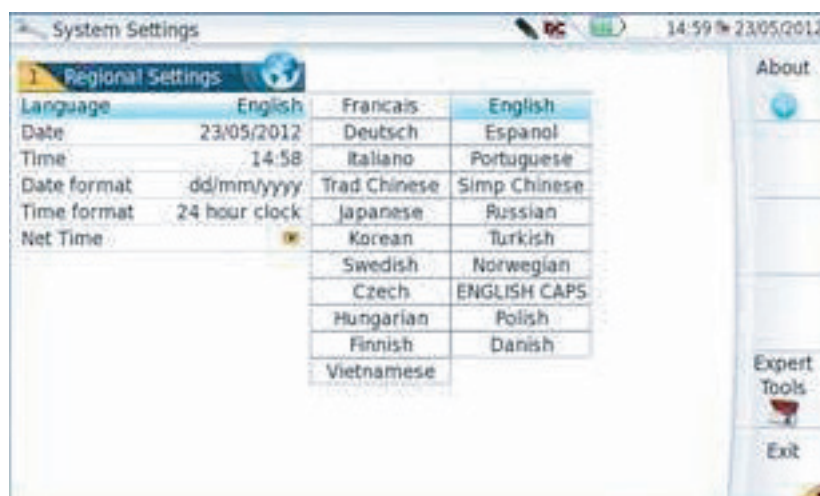 System Settings
DC
14:59
23/05/2012
1 Regional Settings
Language English
Date 23/05/2012
Time 14:58
Date format dd/mm/yyyy
Time format 24 hour clock
Net Time
Francais English
Deutsch Espanol
Italiano Portuguese
Trad Chinese Simp Chinese
Japanese Russian
Korean Turkish
Swedish Norwegian
Czech ENGLISH CAPS
Hungarian Polish
Finnish Danish
Vietnamese
About
Expert
Tools
Exit